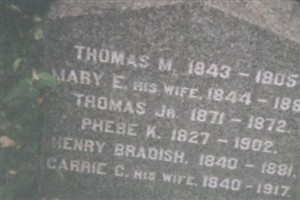 THOMAS M. 1843 - 1905
MARY E. HIS WIFE, 1844 - 188
THOMAS JR. 1871 - 1872.
PHEBE K. 1827 - 1902.
HENRY BRADISH, 1840 - 1881.
CARRIE C. HIS WIFE, 1840 - 1917.